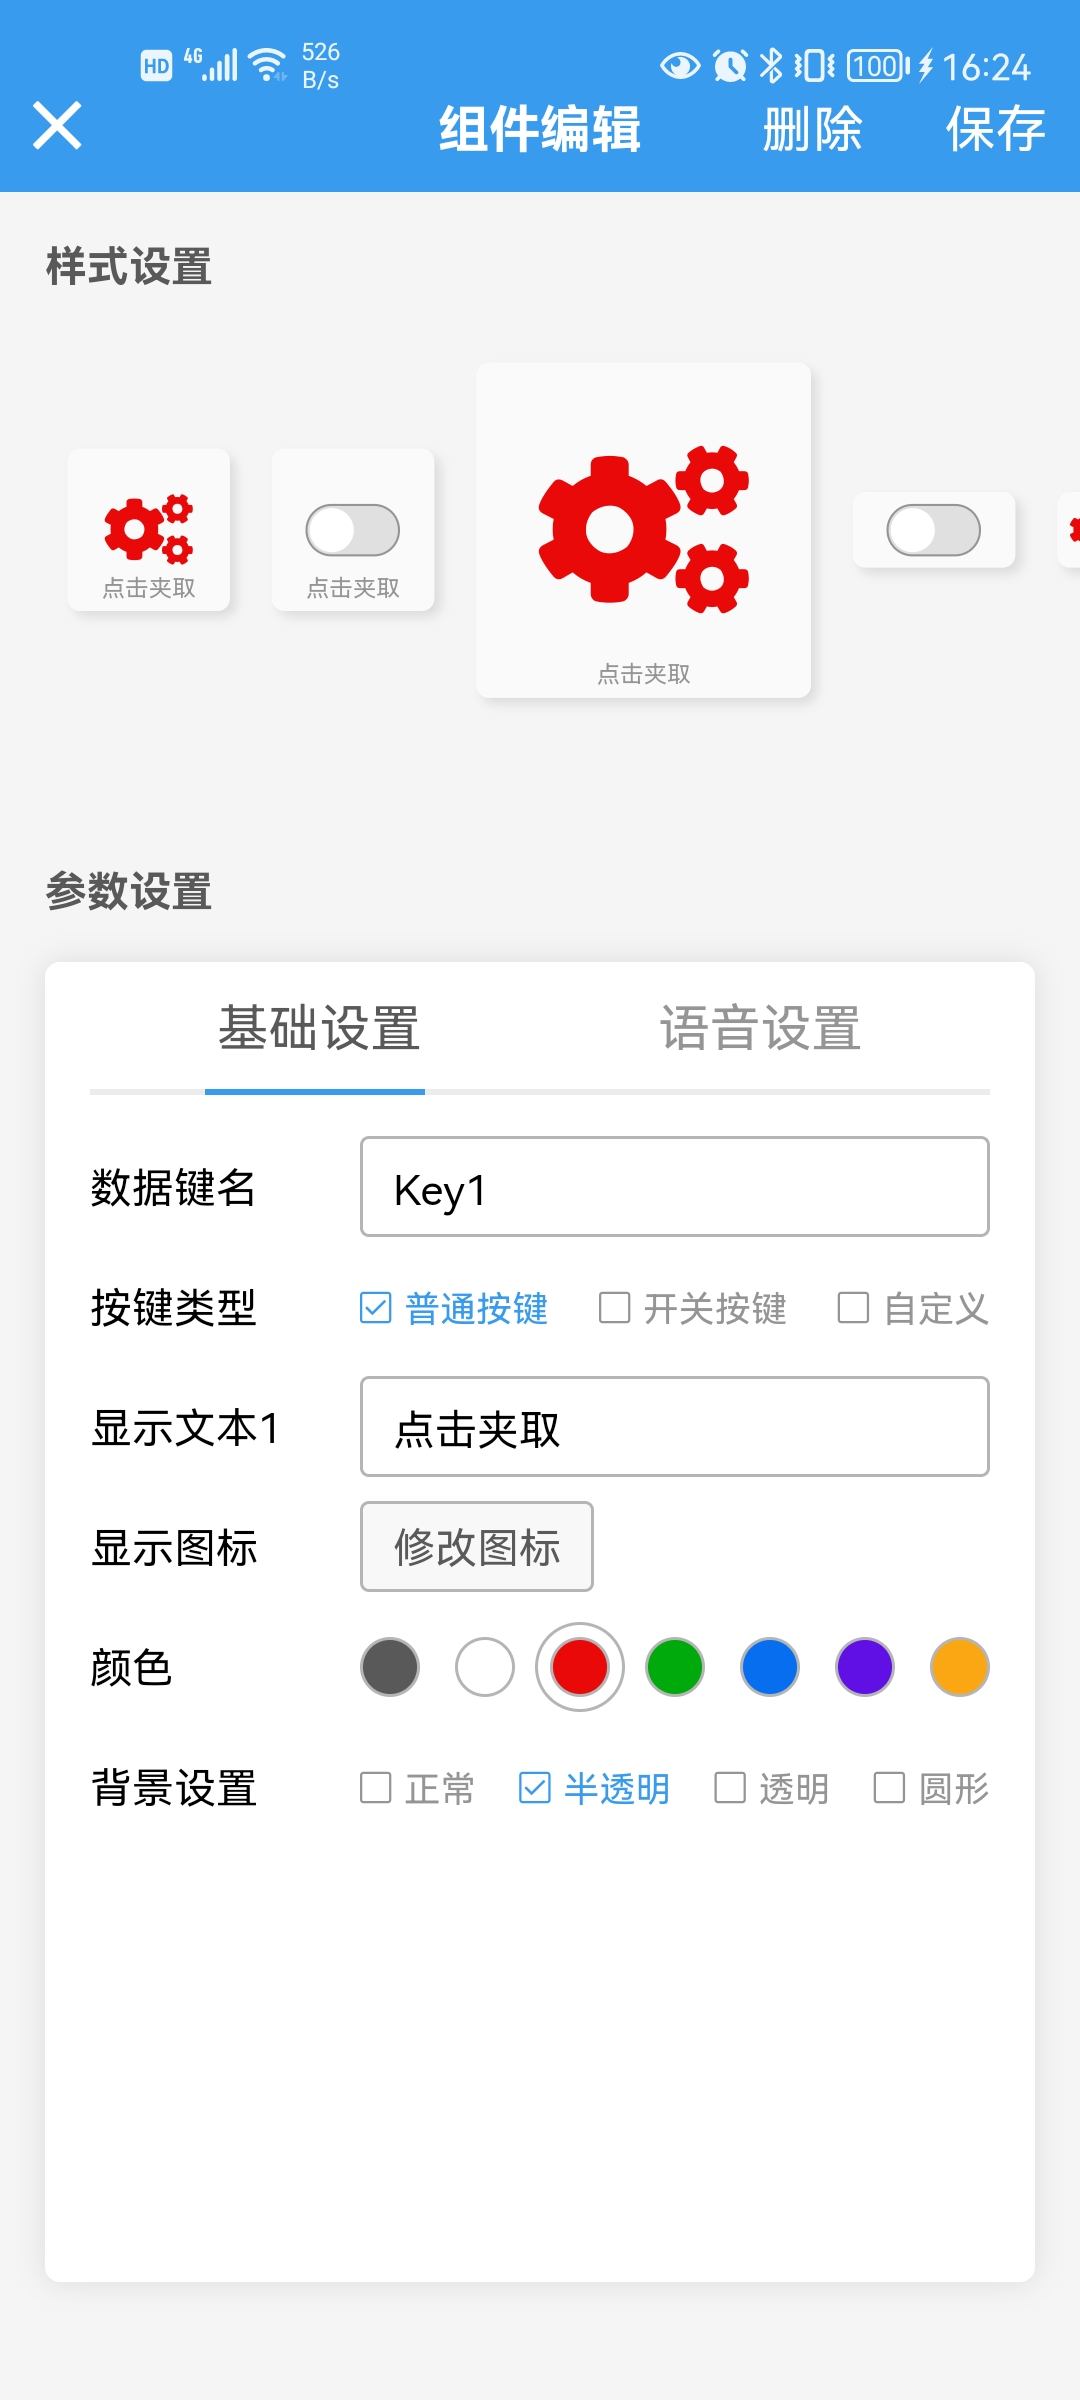 HD 4G 526 B/s 100 16:24
组件编辑 删除 保存
样式设置
点击夹取 点击夹取 点击夹取
参数设置
基础设置 语音设置
数据键名 Key1
按键类型 普通按键 开关按键 自定义
显示文本1 点击夹取
显示图标 修改图标
颜色
背景设置 正常 半透明 透明 圆形